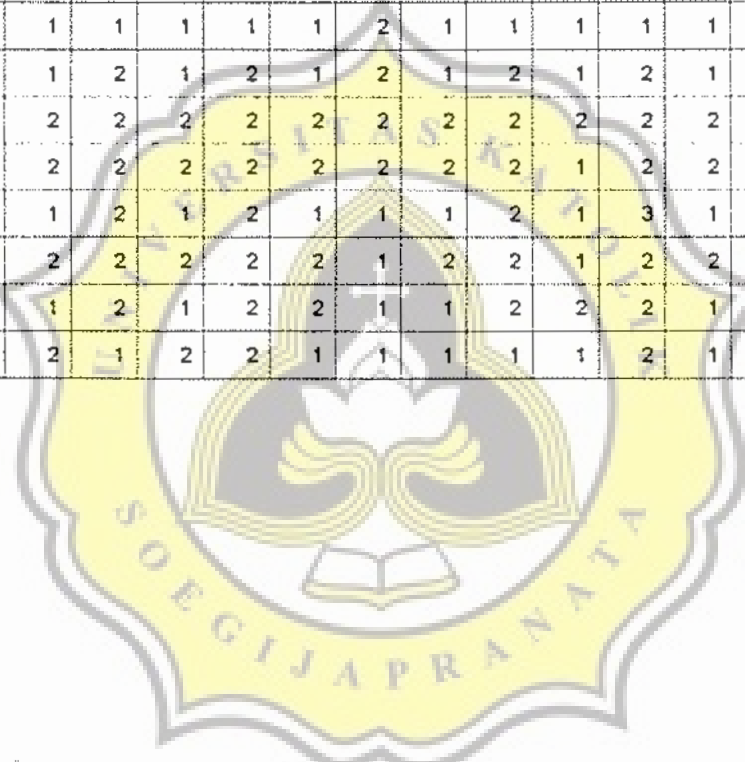 1 1 1 1 1 2 1 1 1 1 1
1 2 1 2 1 2 1 2 1 2 1
2 2 2 2 2 2 2 2 2 2 2
2 2 2 2 2 2 2 2 1 2 2
1 2 1 2 1 1 1 2 1 3 1
2 2 2 2 2 1 2 2 1 2 2
1 2 1 2 2 1 1 2 2 2 1
2 1 2 2 1 1 1 1 1 2 1
UNIVERSITAS KATOLIK
SOEGIJAPRANATA